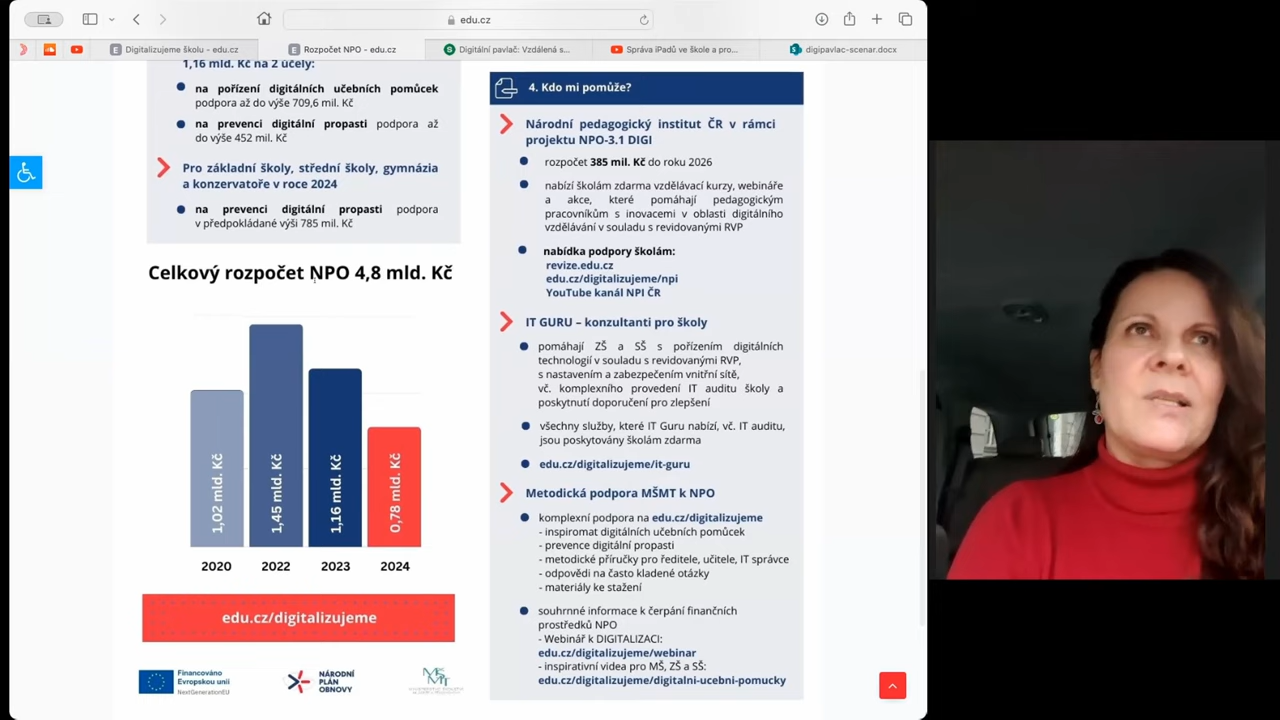 edu.cz
Digitalizujeme školu - edu.cz
Rozpočet NPO - edu.cz
Digitální pavlač: Vzdálená s...
Správa iPadů ve škole a pro...
digipavlac-scenar.docx
1,16 mld. Kč na 2 účely:
na pořízení digitálních učebních pomůcek
podpora až do výše 709,6 mil. Kč
na prevenci digitální propasti podpora až
do výše 452 mil. Kč
Pro základní školy, střední školy, gymnázia
a konzervatoře v roce 2024
na prevenci digitální propasti podpora
v předpokládané výši 785 mil. Kč
Celkový rozpočet NPO 4,8 mld. Kč
1,02 mld. Kč
1,45 mld. Kč
1,16 mld. Kč
0,78 mld. Kč
2020
2022
2023
2024
edu.cz/digitalizujeme
Financováno
Evropskou unií
NextGenerationEU
NÁRODNÍ
PLÁN
OBNOVY
4. Kdo mi pomůže?
Národní pedagogický institut ČR v rámci
projektu NPO-3.1 DIGI
rozpočet 385 mil. Kč do roku 2026
nabízí školám zdarma vzdělávací kurzy, webináře
a akce, které pomáhají pedagogickým
pracovníkům s inovacemi v oblasti digitálního
vzdělávání v souladu s revidovanými RVP
nabídka podpory školám:
revize.edu.cz
edu.cz/digitalizujeme/npi
YouTube kanál NPI ČR
IT GURU – konzultanti pro školy
pomáhají ZŠ a SŠ s pořízením digitálních
technologií v souladu s revidovanými RVP,
s nastavením a zabezpečením vnitřní sítě,
vč. komplexního provedení IT auditu školy a
poskytnutí doporučení pro zlepšení
všechny služby, které IT Guru nabízí, vč. IT auditu,
jsou poskytovány školám zdarma
edu.cz/digitalizujeme/it-guru
Metodická podpora MŠMT k NPO
komplexní podpora na edu.cz/digitalizujeme
- inspiromat digitálních učebních pomůcek
- prevence digitální propasti
- metodické příručky pro ředitele, učitele, IT správce
- odpovědi na často kladené otázky
- materiály ke stažení
souhrnné informace k čerpání finančních
prostředků NPO
- Webinář k DIGITALIZACI:
edu.cz/digitalizujeme/webinar
- inspirativní videa pro MŠ, ZŠ a SŠ:
edu.cz/digitalizujeme/digitalni-ucebni-pomucky